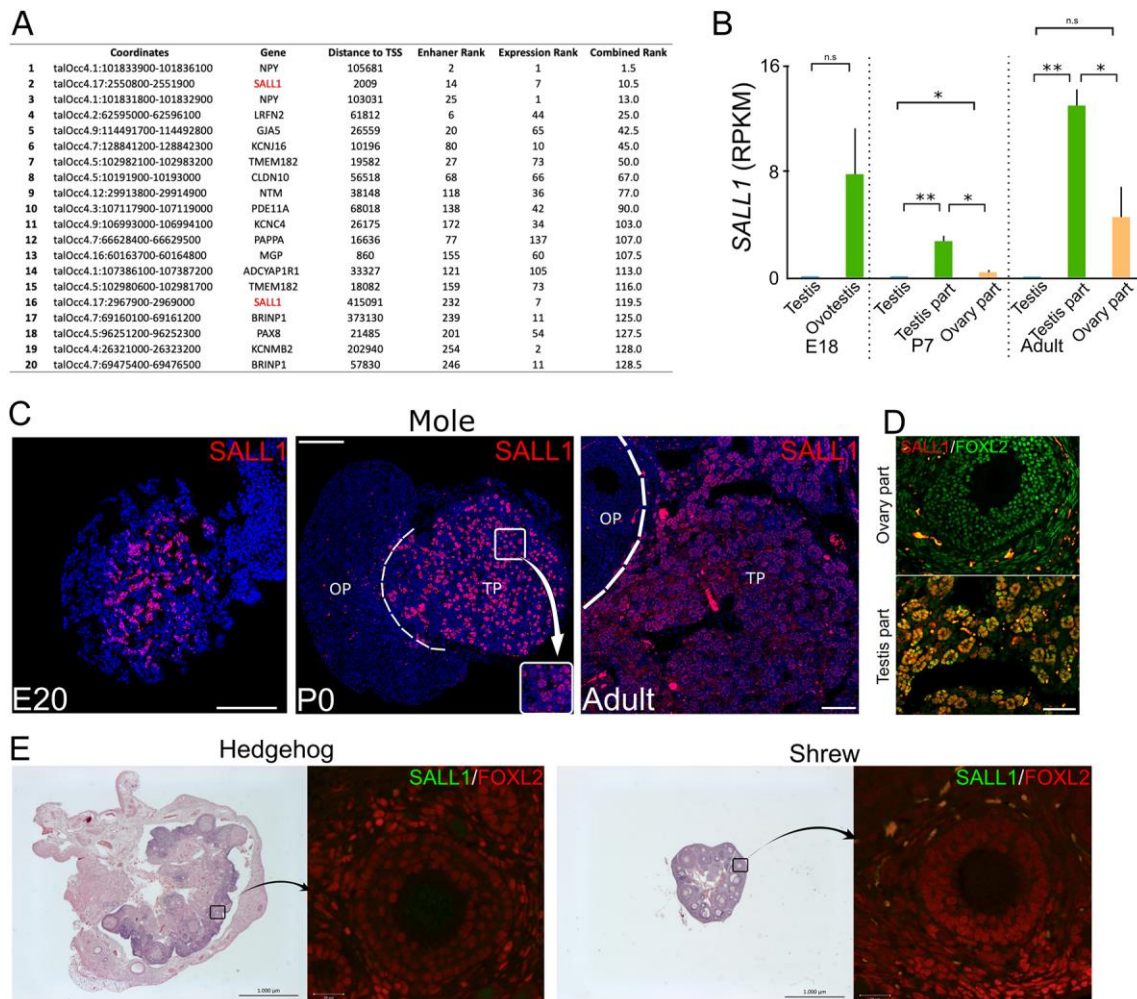 A
Coordinates Gene Distance to TSS Enhaner Rank Expression Rank Combined Rank
1 talOcc4.1:101833900-101836100 NPY 105681 2 1 1.5
2 talOcc4.17:2550800-2551900 SALL1 2009 14 7 10.5
3 talOcc4.1:101831800-101832900 NPY 103031 25 1 13.0
4 talOcc4.2:62595000-62596100 LRFN2 61812 6 44 25.0
5 talOcc4.9:114491700-114492800 GJA5 26559 20 65 42.5
6 talOcc4.7:128841200-128842300 KCNJ16 10196 80 10 45.0
7 talOcc4.5:102982100-102983200 TMEM182 19582 27 73 50.0
8 talOcc4.5:10191900-10193000 CLDN10 56518 68 66 67.0
9 talOcc4.12:29913800-29914900 NTM 38148 118 36 77.0
10 talOcc4.3:107117900-107119000 PDE11A 68018 138 42 90.0
11 talOcc4.9:106993000-106994100 KCNC4 26175 172 34 103.0
12 talOcc4.7:66628400-66629500 PAPPA 16636 77 137 107.0
13 talOcc4.16:60163700-60164800 MGP 860 155 60 107.5
14 talOcc4.1:107386100-107387200 ADCYAP1R1 33327 121 105 113.0
15 talOcc4.5:102980600-102981700 TMEM182 18082 159 73 116.0
16 talOcc4.17:2967900-2969000 SALL1 415091 232 7 119.5
17 talOcc4.7:69160100-69161200 BRINP1 373130 239 11 125.0
18 talOcc4.5:96251200-96252300 PAX8 21485 201 54 127.5
19 talOcc4.4:26321000-26323200 KCNMB2 202940 254 2 128.0
20 talOcc4.7:69475400-69476500 BRINP1 57830 246 11 128.5
B
SALL1 (RPKM)
16
8
0
n.s
n.s
*
** *
** *
Testis Ovotestis Testis Testis part Ovary part Testis Testis part Ovary part
E18 P7 Adult
C
Mole
SALL1 SALL1 SALL1
OP TP OP TP
E20 P0 Adult
D
SALL1/FOXL2
Ovary part
Testis part
E
Hedgehog Shrew
SALL1/FOXL2 SALL1/FOXL2
1.000 µm 1.000 µm